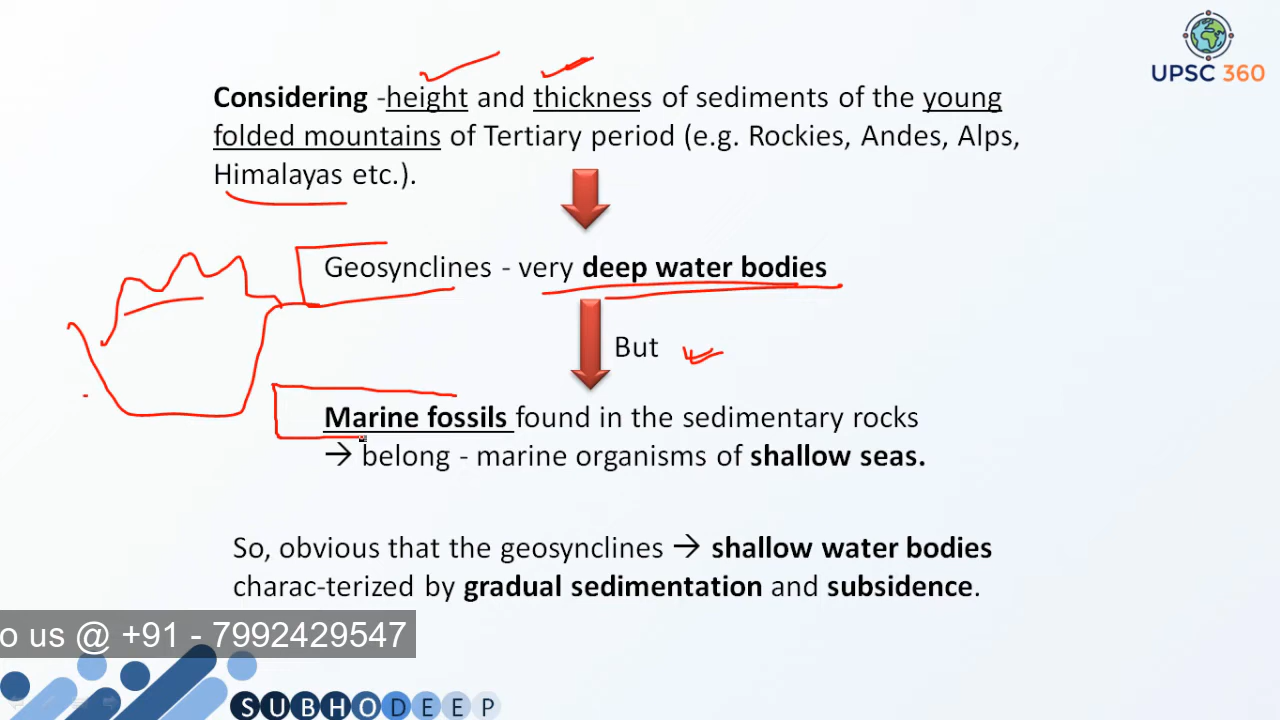 UPSC 360
Considering -height and thickness of sediments of the young
folded mountains of Tertiary period (e.g. Rockies, Andes, Alps,
Himalayas etc.).
Geosynclines - very deep water bodies
But
Marine fossils found in the sedimentary rocks
→ belong - marine organisms of shallow seas.
So, obvious that the geosynclines → shallow water bodies
charac-terized by gradual sedimentation and subsidence.
o us @ +91 - 7992429547
SUBHODEEP